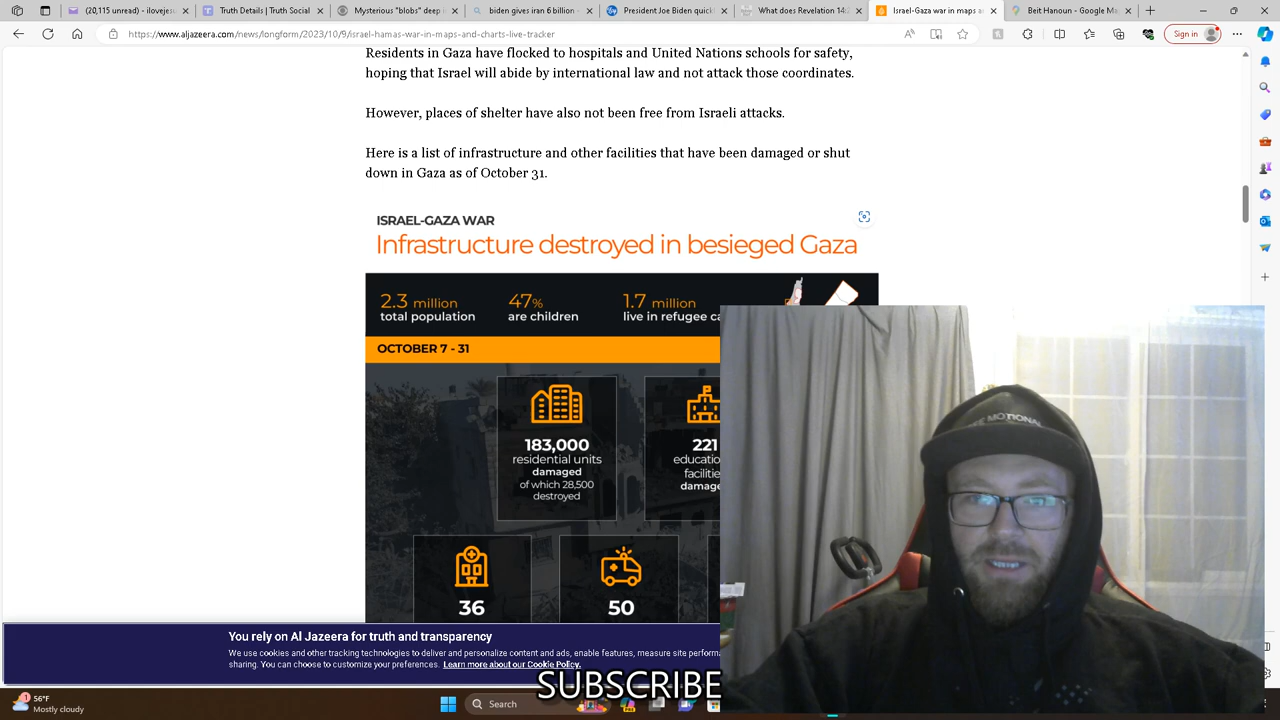 (20,115 unread) - ilovejesu
Truth Details | Truth Social
Mysterious "blobs" deep i
biden gives iran 6 billion -
President Joe Biden quickl
What does Revelation 14:
Israel-Gaza war in maps a
Beit Hanoun - Google Ma
https://www.aljazeera.com/news/longform/2023/10/9/israel-hamas-war-in-maps-and-charts-live-tracker
Sign in
Residents in Gaza have flocked to hospitals and United Nations schools for safety,
hoping that Israel will abide by international law and not attack those coordinates.
However, places of shelter have also not been free from Israeli attacks.
Here is a list of infrastructure and other facilities that have been damaged or shut
down in Gaza as of October 31.
ISRAEL-GAZA WAR
Infrastructure destroyed in besieged Gaza
2.3 million
total population
47%
are children
1.7 million
live in refugee ca
OCTOBER 7 - 31
183,000
residential units
damaged
of which 28,500
destroyed
221
educatio
facilitie
damage
36
50
You rely on Al Jazeera for truth and transparency
We use cookies and other tracking technologies to deliver and personalize content and ads, enable features, measure site perform
sharing. You can choose to customize your preferences. Learn more about our Cookie Policy.
SUBSCRIBE
56°F
Mostly cloudy
Search